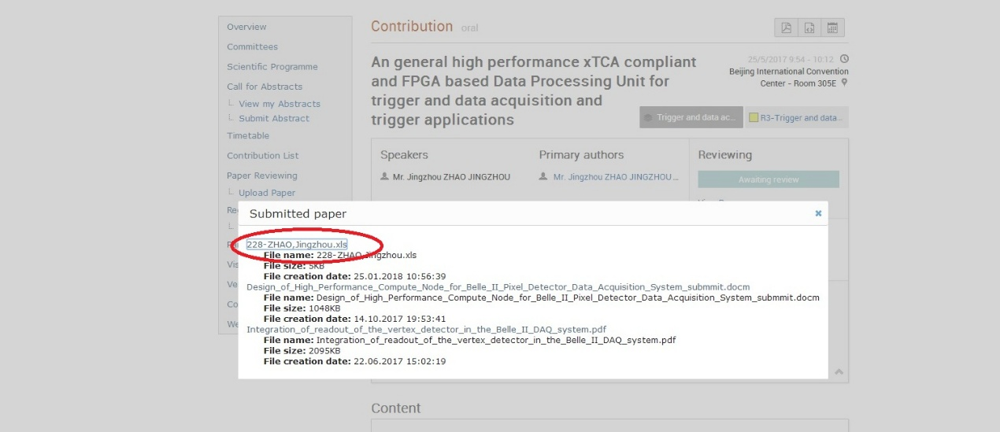 Overview
Committees
Scientific Programme
Call for Abstracts
View my Abstracts
Submit Abstract
Timetable
Contribution List
Paper Reviewing
Upload Paper
Contribution oral
An general high performance xTCA compliant
and FPGA based Data Processing Unit for
trigger and data acquisition and
trigger applications
25/5/2017 9:54 - 10:12
Beijing International Convention
Center - Room 305E
Trigger and data ac...
R3-Trigger and data...
Speakers
Mr. Jingzhou ZHAO JINGZHOU
Primary authors
Mr. Jingzhou ZHAO JINGZHOU ...
Reviewing
Awaiting review
Submitted paper
228-ZHAO,Jingzhou.xls
File name: 228-ZHAO,Jingzhou.xls
File size: 5KB
File creation date: 25.01.2018 10:56:39
Design_of_High_Performance_Compute_Node_for_Belle_II_Pixel_Detector_Data_Acquisition_System_submmit.docm
File name: Design_of_High_Performance_Compute_Node_for_Belle_II_Pixel_Detector_Data_Acquisition_System_submmit.docm
File size: 1048KB
File creation date: 14.10.2017 19:53:41
Integration_of_readout_of_the_vertex_detector_in_the_Belle_II_DAQ_system.pdf
File name: Integration_of_readout_of_the_vertex_detector_in_the_Belle_II_DAQ_system.pdf
File size: 2095KB
File creation date: 22.06.2017 15:02:19
Content